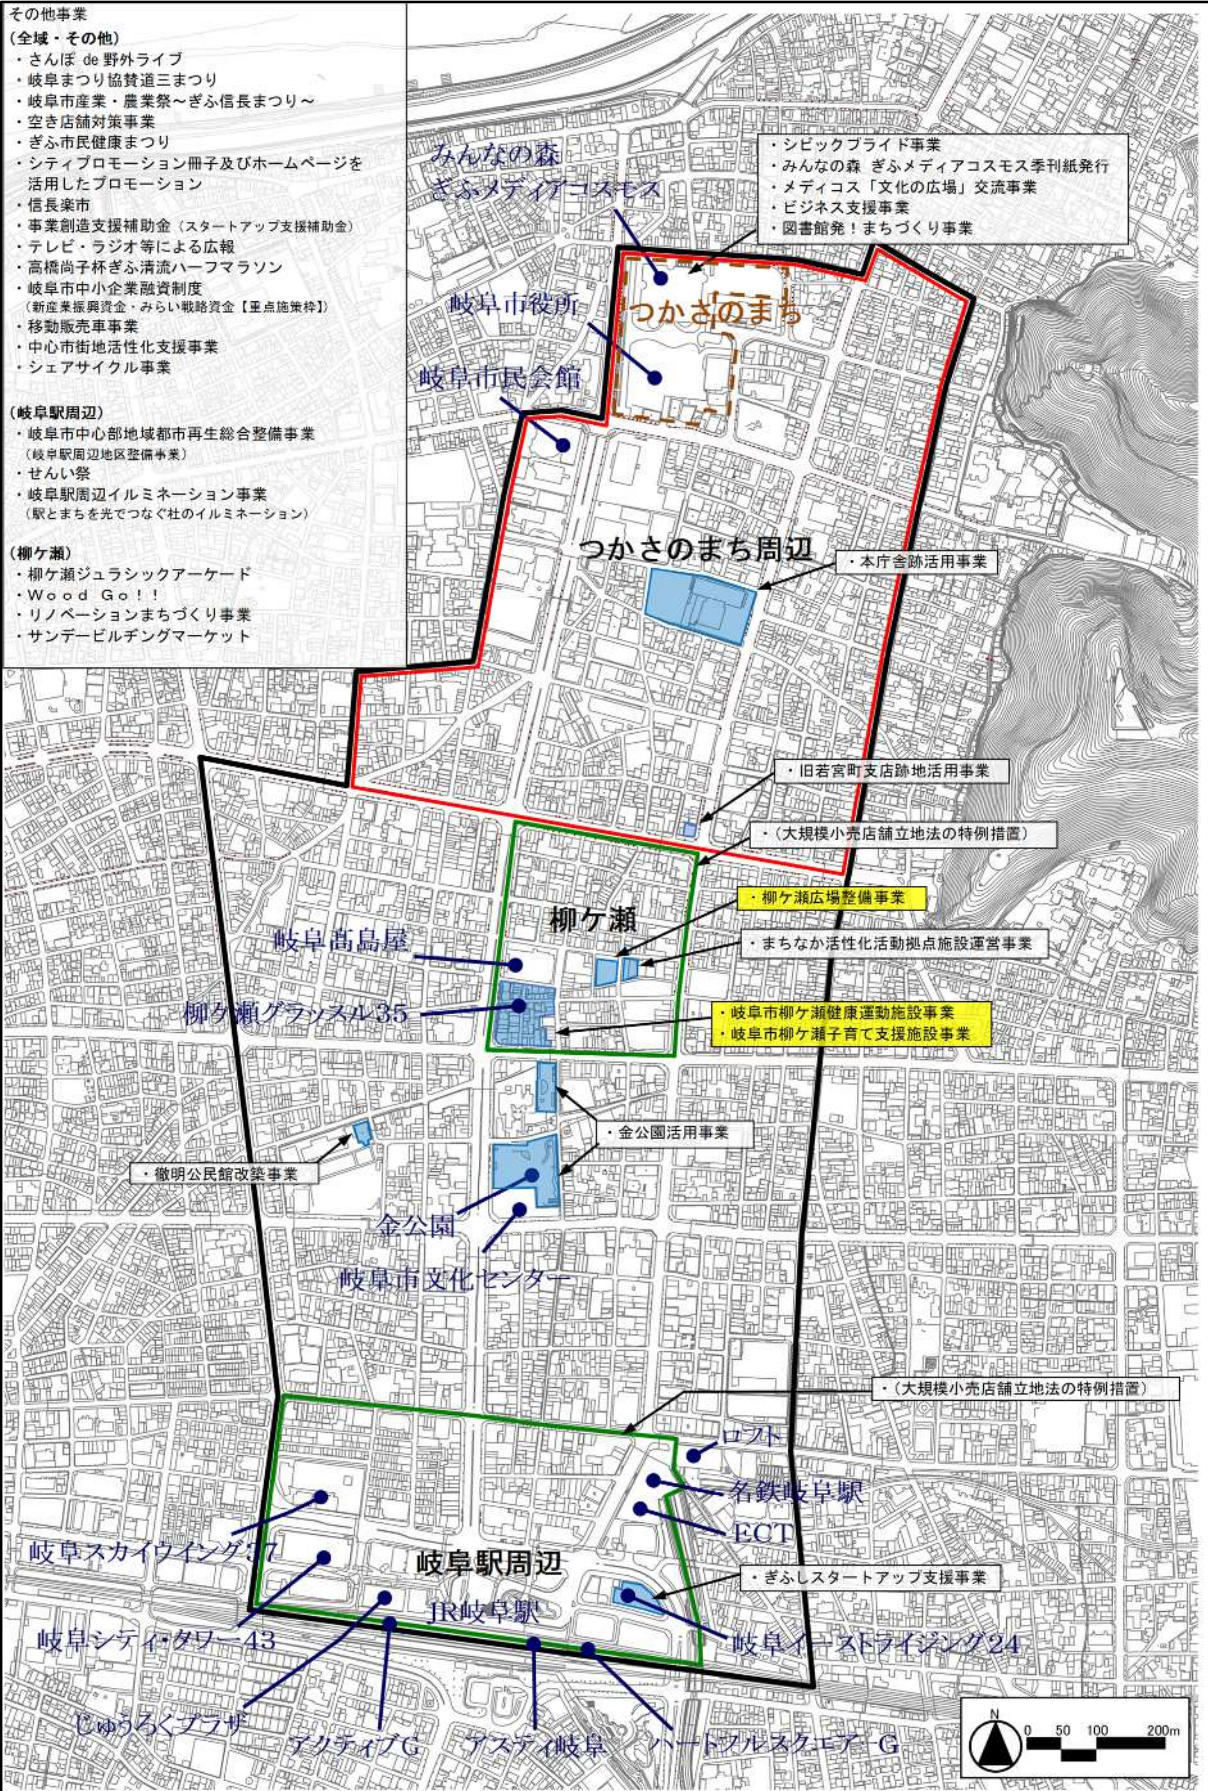 その他事業
(全域・その他)
・さんぽ de 野外ライブ
・岐阜まつり協賛道三まつり
・岐阜市産業・農業祭～ぎふ信長まつり～
・空き店舗対策事業
・ぎふ市民健康まつり
・シティプロモーション冊子及びホームページを
活用したプロモーション
・信長楽市
・事業創造支援補助金（スタートアップ支援補助金）
・テレビ・ラジオ等による広報
・高橋尚子杯ぎふ清流ハーフマラソン
・岐阜市中小企業融資制度
（新産業振興資金・みらい戦略資金【重点施策枠】）
・移動販売車事業
・中心市街地活性化支援事業
・シェアサイクル事業
(岐阜駅周辺)
・岐阜市中心部地域都市再生総合整備事業
（岐阜駅周辺地区整備事業）
・せんい祭
・岐阜駅周辺イルミネーション事業
（駅とまちを光でつなぐ杜のイルミネーション）
(柳ケ瀬)
・柳ケ瀬ジュラシックアーケード
・Wood Go！！
・リノベーションまちづくり事業
・サンデービルヂングマーケット
みんなの森
ぎふメディアコスモス
・シビックプライド事業
・みんなの森 ぎふメディアコスモス季刊紙発行
・メディコス「文化の広場」交流事業
・ビジネス支援事業
・図書館発！まちづくり事業
つかさのまち
岐阜市役所
岐阜市民会館
つかさのまち周辺
・本庁舎跡活用事業
・旧若宮町支店跡地活用事業
・（大規模小売店舗立地法の特例措置）
・柳ケ瀬広場整備事業
柳ケ瀬
・まちなか活性化活動拠点施設運営事業
岐阜髙島屋
柳ケ瀬グラッスル35
・岐阜市柳ケ瀬健康運動施設事業
・岐阜市柳ケ瀬子育て支援施設事業
・金公園活用事業
・徹明公民館改築事業
金公園
岐阜市文化センター
・（大規模小売店舗立地法の特例措置）
ロフト
名鉄岐阜駅
ECT
岐阜スカイウイング37
岐阜駅周辺
・ぎふしスタートアップ支援事業
JR岐阜駅
岐阜シティ・タワー43
岐阜イーストライジング24
じゅうろくプラザ
アクティブG
アスティ岐阜
ハートフルスクエアーG
N
0 50 100 200m